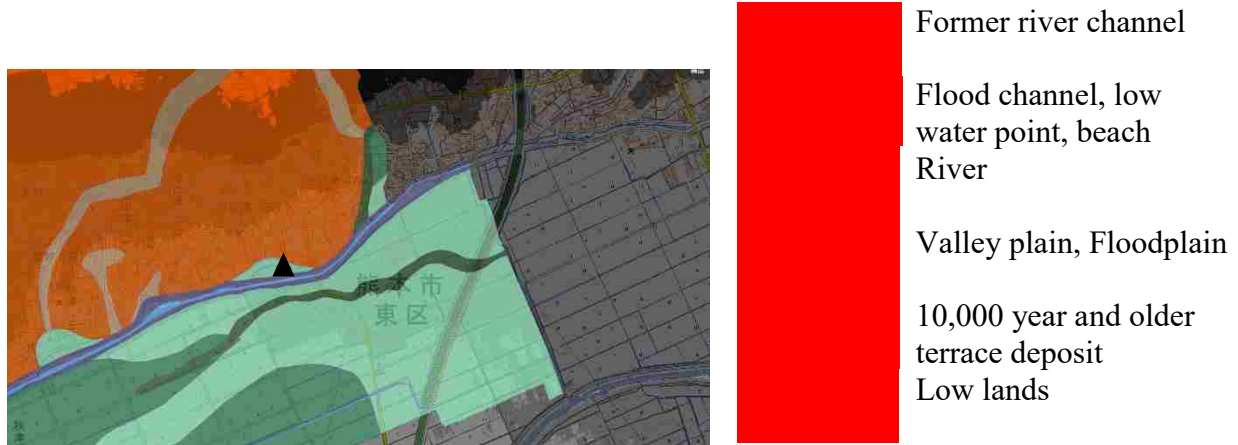 Former river channel
Flood channel, low
water point, beach
River
Valley plain, Floodplain
10,000 year and older
terrace deposit
Low lands
熊本市
東区